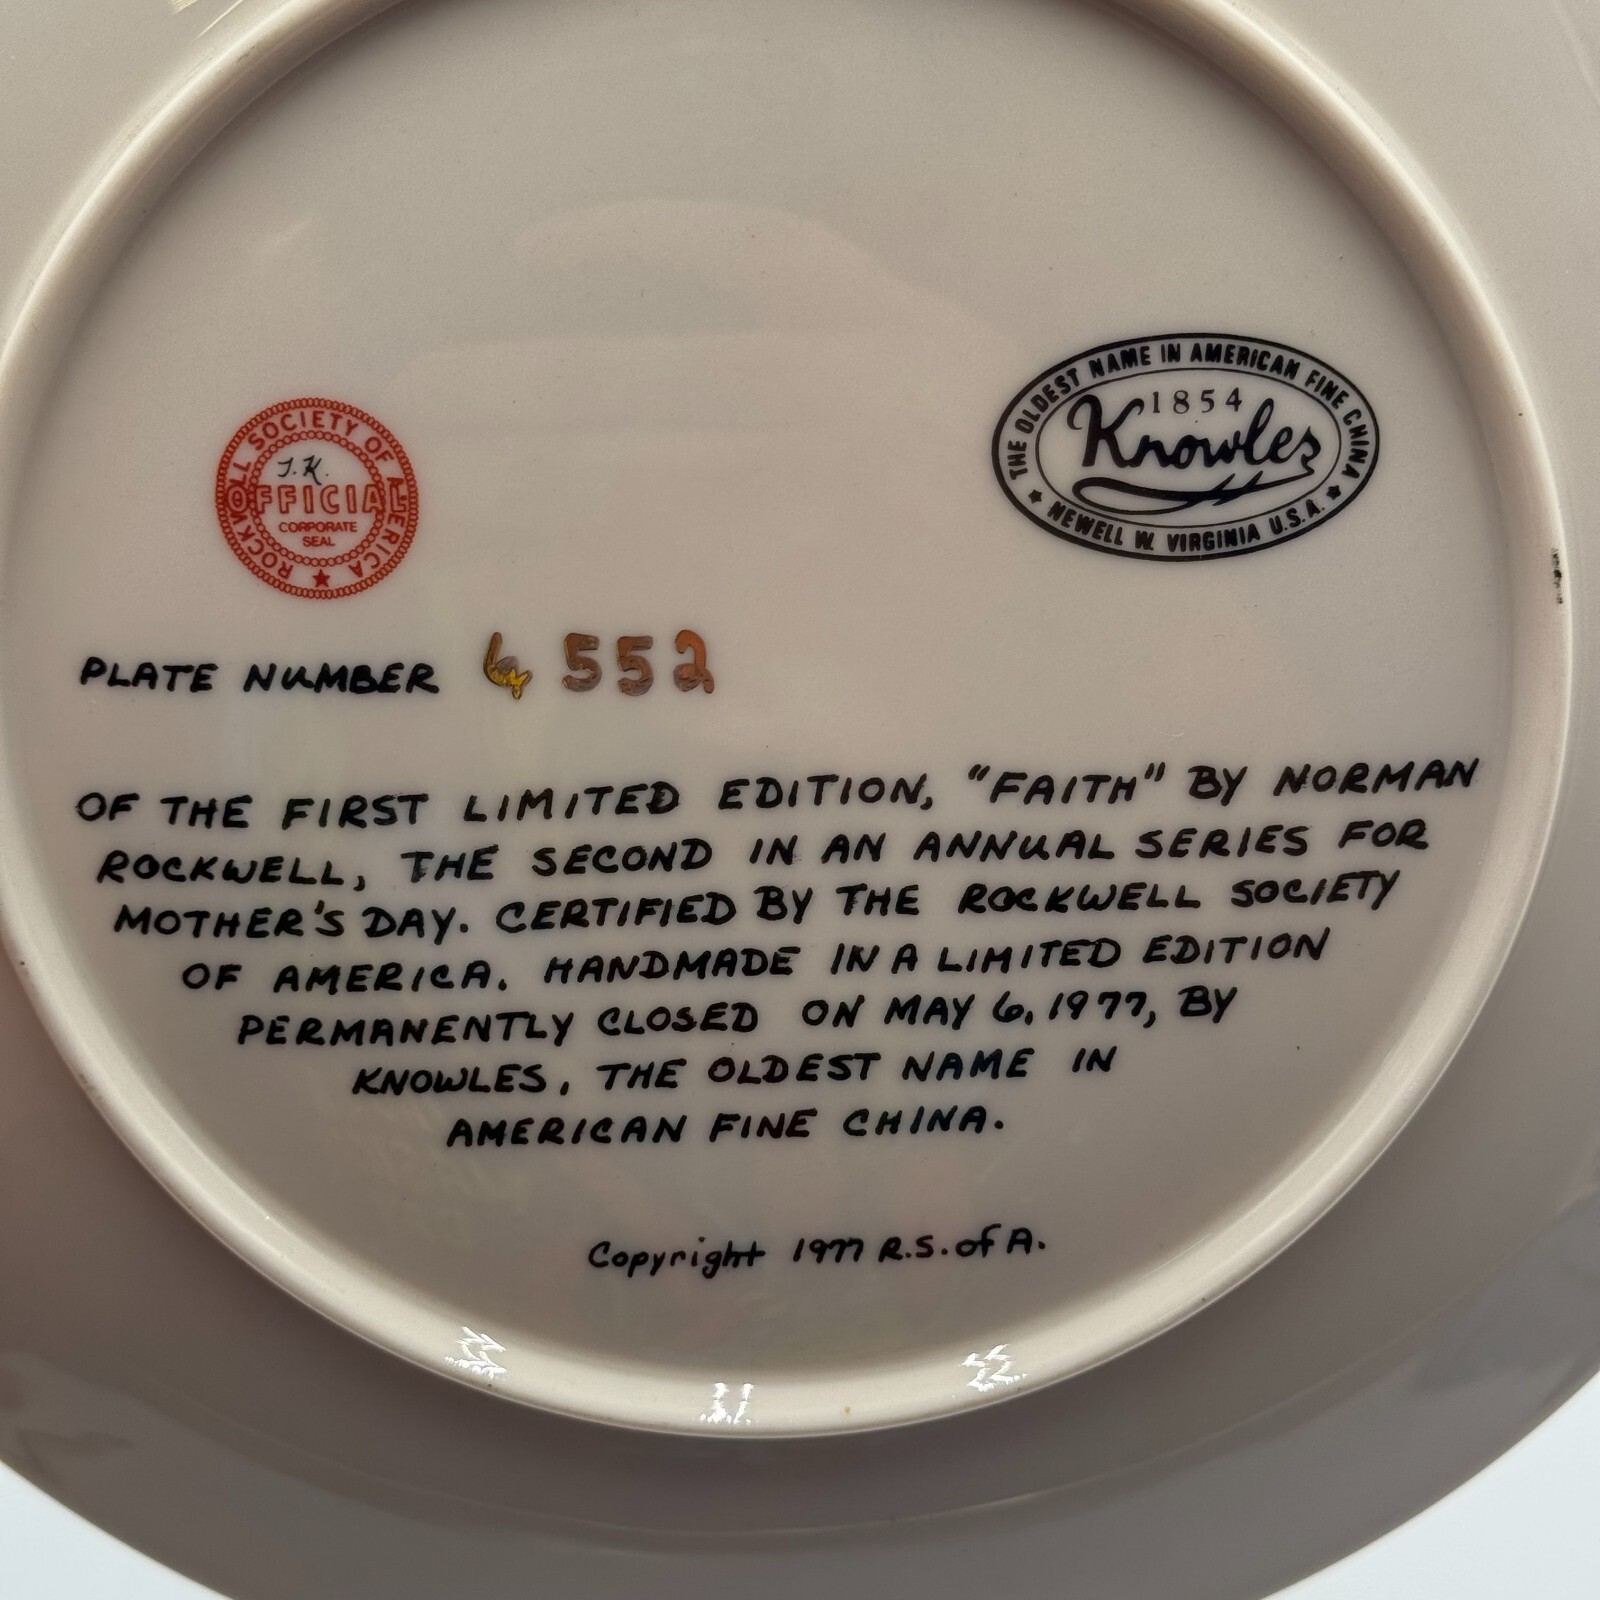 ROCKWELL SOCIETY OF AMERICA
J.K.
OFFICIAL
CORPORATE
SEAL
THE OLDEST NAME IN AMERICAN FINE CHINA
1854
Knowles
NEWELL W. VIRGINIA U.S.A.
PLATE NUMBER 552
OF THE FIRST LIMITED EDITION, "FAITH" BY NORMAN
ROCKWELL, THE SECOND IN AN ANNUAL SERIES FOR
MOTHER'S DAY. CERTIFIED BY THE ROCKWELL SOCIETY
OF AMERICA. HANDMADE IN A LIMITED EDITION
PERMANENTLY CLOSED ON MAY 6, 1977, BY
KNOWLES, THE OLDEST NAME IN
AMERICAN FINE CHINA.
Copyright 1977 R.S. of A.